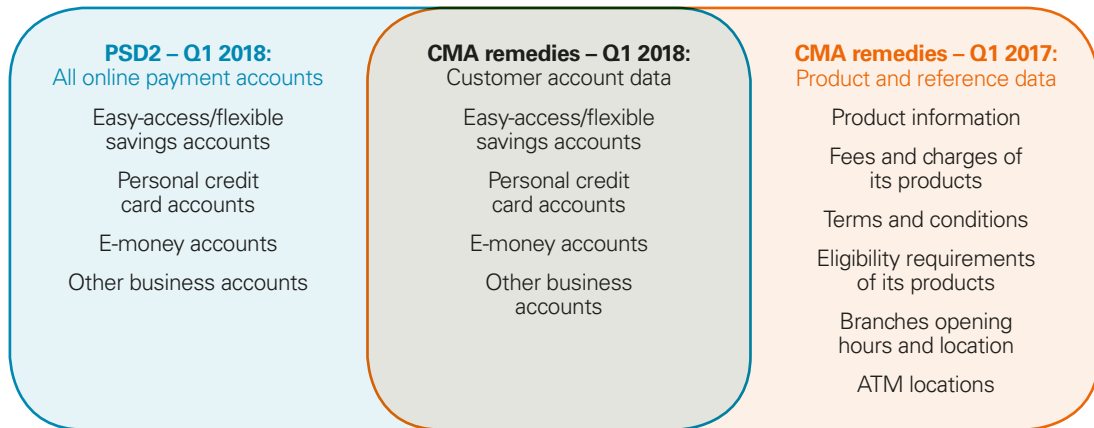 PSD2 – Q1 2018:
All online payment accounts
Easy-access/flexible
savings accounts
Personal credit
card accounts
E-money accounts
Other business accounts
CMA remedies – Q1 2018:
Customer account data
Easy-access/flexible
savings accounts
Personal credit
card accounts
E-money accounts
Other business
accounts
CMA remedies – Q1 2017:
Product and reference data
Product information
Fees and charges of
its products
Terms and conditions
Eligibility requirements
of its products
Branches opening
hours and location
ATM locations